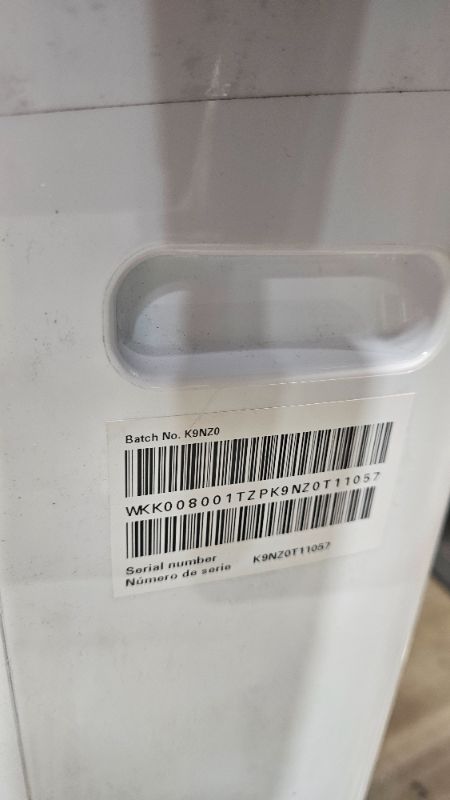 Batch No. K9NZ0
WKK008001TZPK9NZ0T11057
Serial number K9NZ0T11057
Número de serie